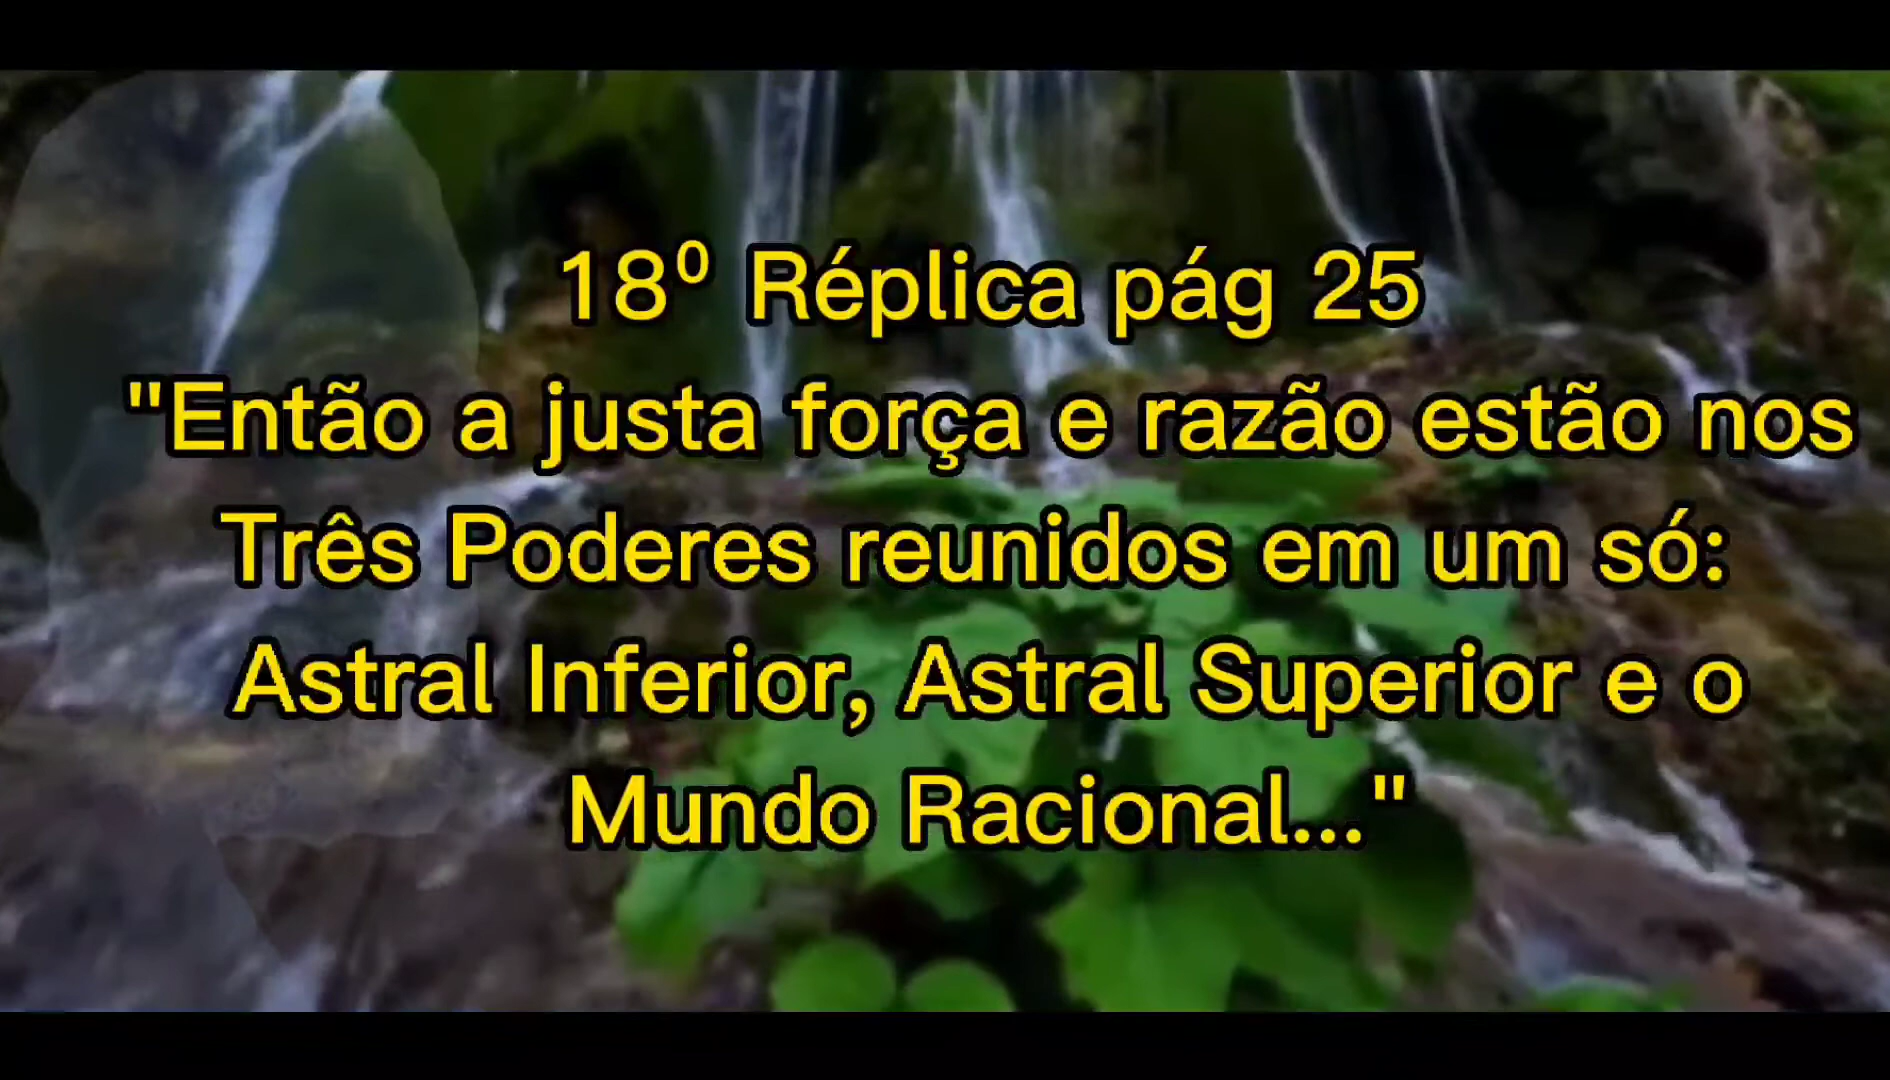 18⁰ Réplica pág 25
"Então a justa força e razão estão nos
Três Poderes reunidos em um só:
Astral Inferior, Astral Superior e o
Mundo Racional..."